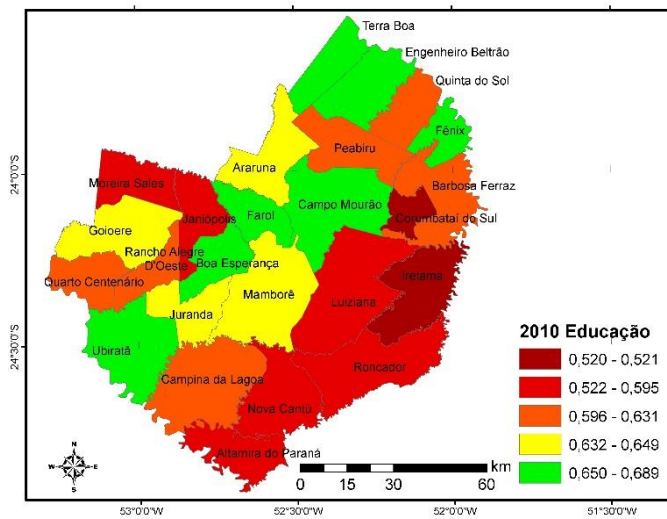 Terra Boa
Engenheiro Beltrão
Quinta do Sol
Fênix
Peabiru
Araruna
24°0'0"S
Moreira Sales
Barbosa Ferraz
Janiópolis
Farol
Campo Mourão
Corumbataí do Sul
Goioere
Rancho Alegre
D'Oeste
Boa Esperança
Iretama
Quarto Centenário
Mamborê
Luiziana
Juranda
24°30'0"S
Ubiratã
Roncador
Campina da Lagoa
Nova Cantú
Altamira do Paraná
2010 Educação
0,520 - 0,521
0,522 - 0,595
0,596 - 0,631
0,632 - 0,649
0,650 - 0,689
N
W E
S
km
0 15 30 60
53°0'0"W 52°30'0"W 52°0'0"W 51°30'0"W